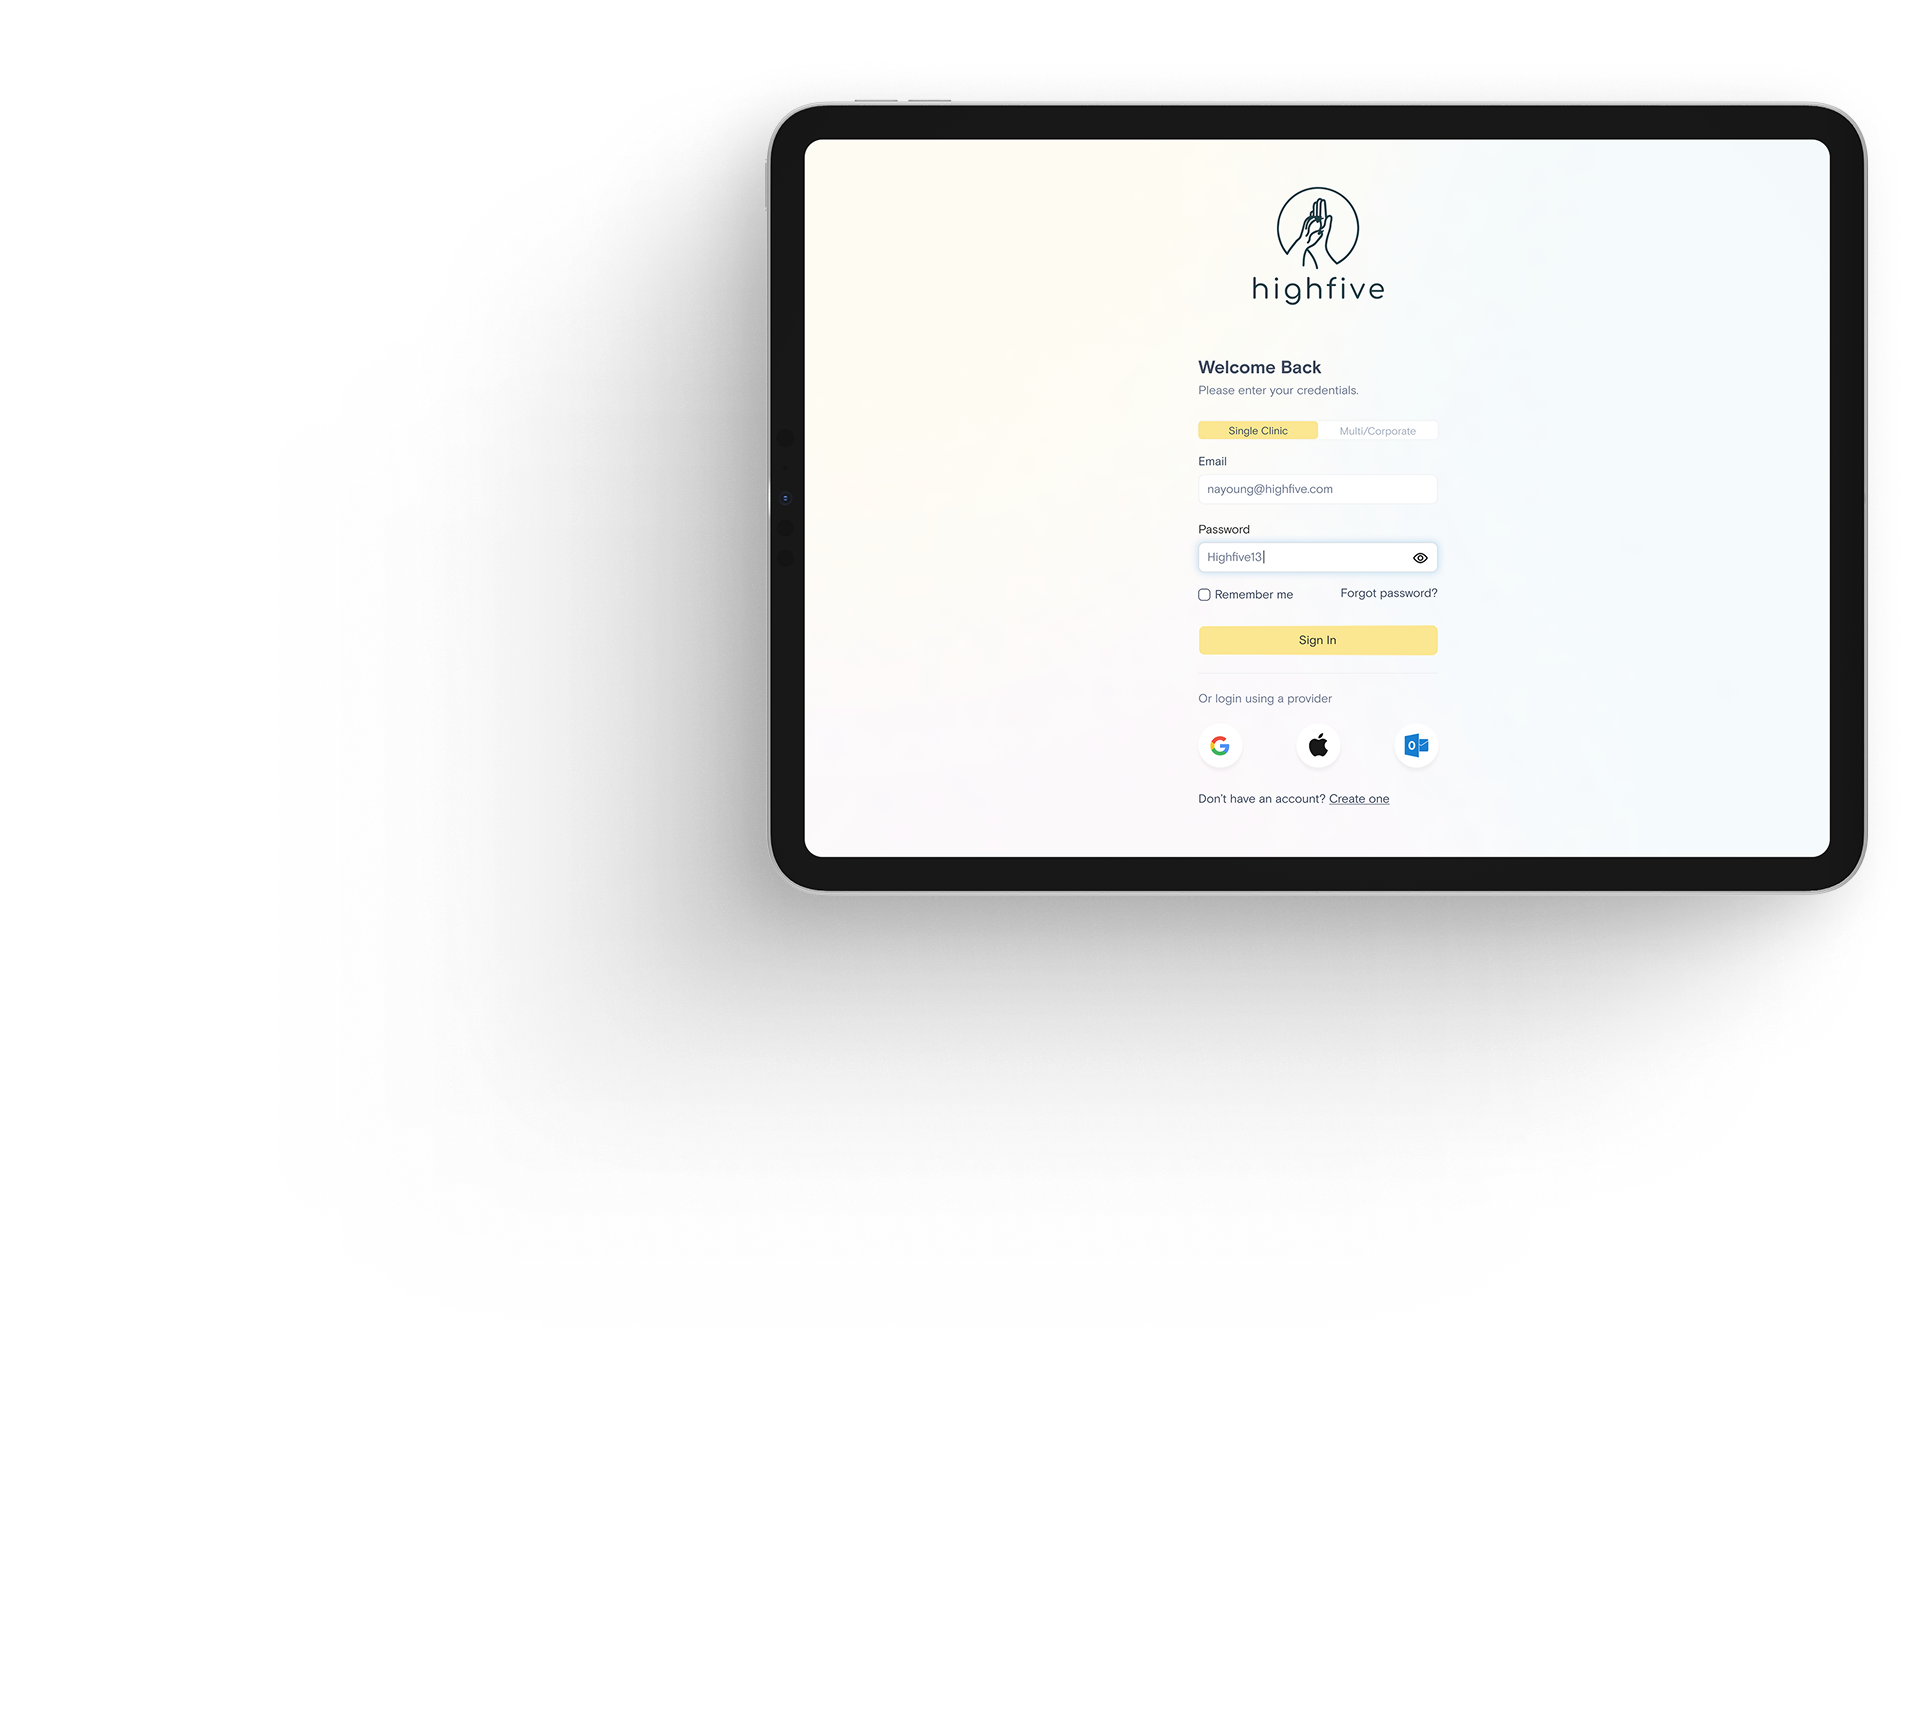 highfive
Welcome Back
Please enter your credentials.
Single Clinic Multi/Corporate
Email
nayoung@highfive.com
Password
Highfive13
Remember me Forgot password?
Sign In
Or login using a provider
Don't have an account? Create one